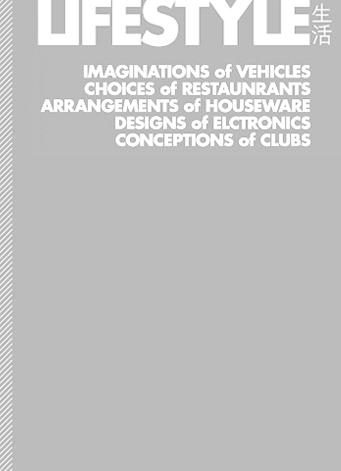 LIFESTYLE生活
IMAGINATIONS of VEHICLES
CHOICES of RESTAUNRANTS
ARRANGEMENTS of HOUSEWARE
DESIGNS of ELCTRONICS
CONCEPTIONS of CLUBS